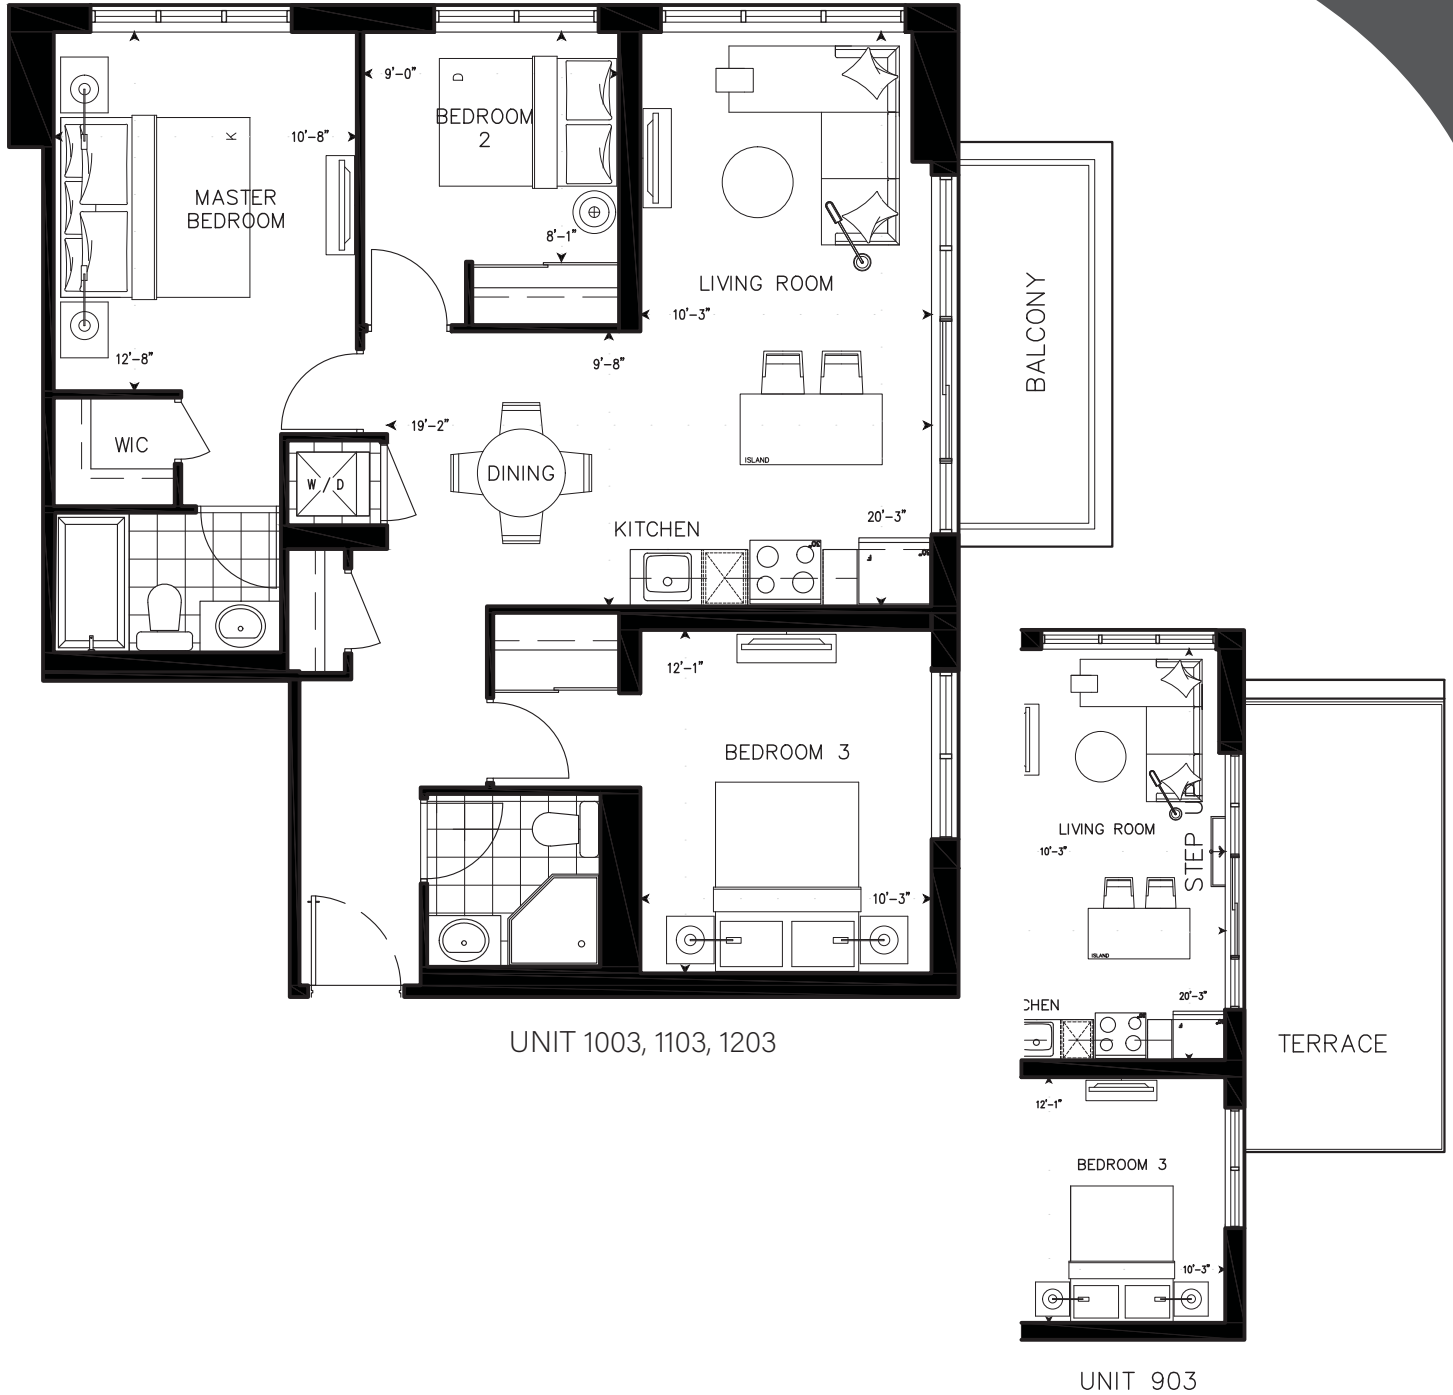 9'-0"
D
BEDROOM
2
10'-8"
K
MASTER
BEDROOM
8'-1"
LIVING ROOM
10'-3"
BALCONY
12'-8"
9'-8"
19'-2"
WIC
ISLAND
W / D
DINING
20'-3"
KITCHEN
30"
30"
F
12'-1"
BEDROOM 3
10'-3"
UNIT 1003, 1103, 1203
LIVING ROOM
10'-3"
STEP U
ISLAND
20'-3"
CHEN
TERRACE
12'-1"
BEDROOM 3
10'-3"
UNIT 903